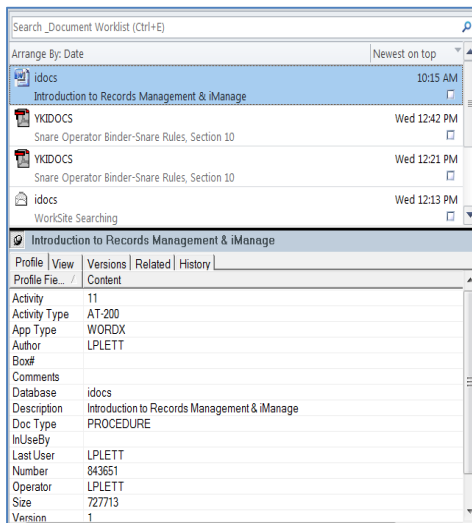 Search _Document Worklist (Ctrl+E)
Arrange By: Date Newest on top
idocs 10:15 AM
Introduction to Records Management & iManage
YKIDOCS Wed 12:42 PM
Snare Operator Binder-Snare Rules, Section 10
YKIDOCS Wed 12:21 PM
Snare Operator Binder-Snare Rules, Section 10
idocs Wed 12:13 PM
WorkSite Searching
Introduction to Records Management & iManage
Profile View Versions Related History
Profile Fie... Content
Activity 11
Activity Type AT-200
App Type WORDX
Author LPLETT
Box#
Comments
Database idocs
Description Introduction to Records Management & iManage
Doc Type PROCEDURE
InUseBy
Last User LPLETT
Number 843651
Operator LPLETT
Size 727713
Version 1